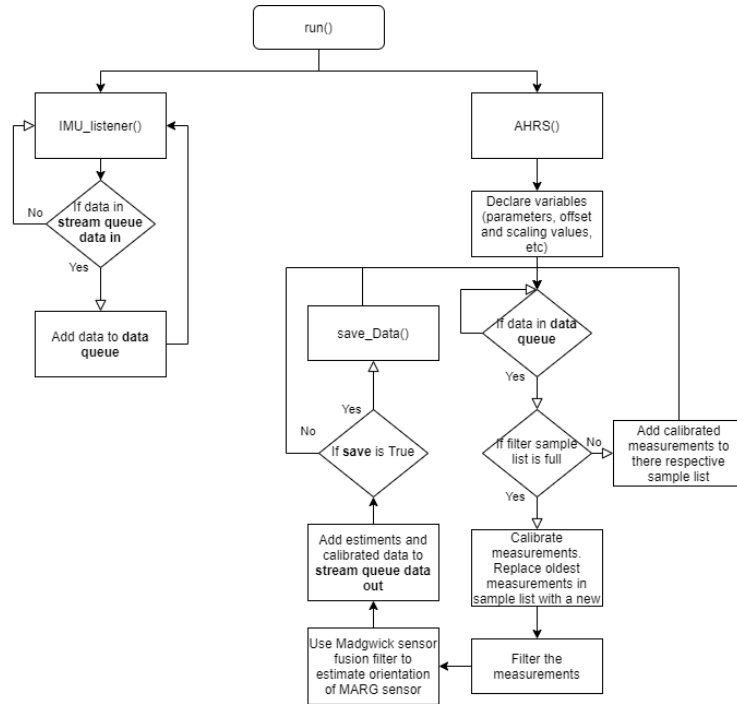 run()
IMU_listener()
AHRS()
If data in
stream queue
data in
No
Yes
Add data to data
queue
Declare variables
(parameters, offset
and scaling values,
etc)
If data in data
queue
Yes
If filter sample
list is full
No
Yes
Add calibrated
measurements to
there respective
sample list
Calibrate
measurements.
Replace oldest
measurements in
sample list with a new
Filter the
measurements
Use Madgwick sensor
fusion filter to
estimate orientation
of MARG sensor
Add estiments and
calibrated data to
stream queue data
out
If save is True
No
Yes
save_Data()